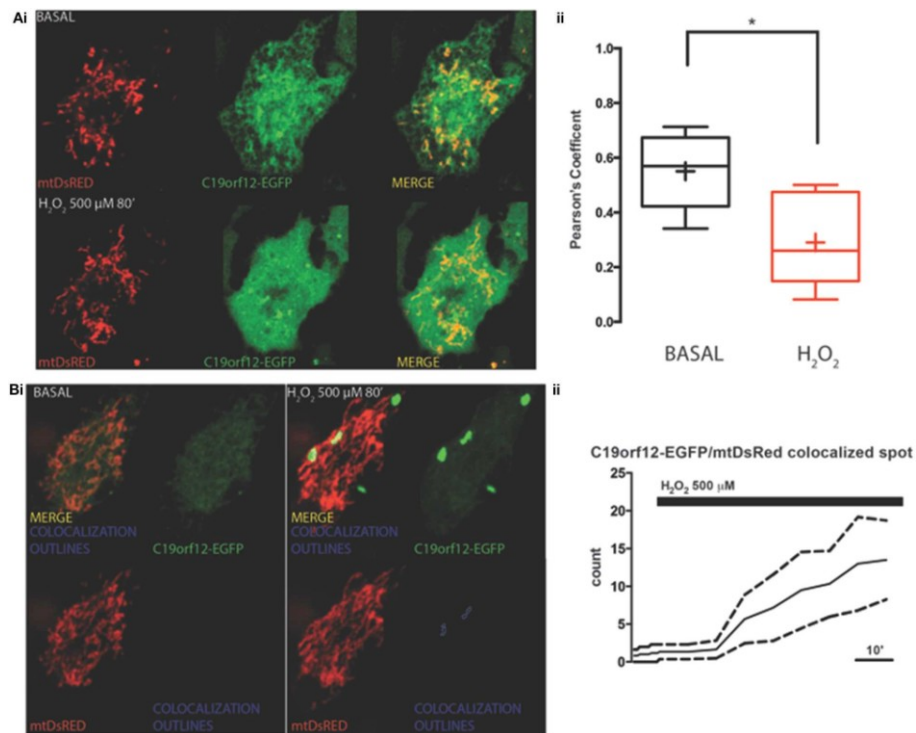 Ai
BASAL
mtDsRED
C19orf12-EGFP
MERGE
H₂O₂ 500 µM 80'
mtDsRED
C19orf12-EGFP
MERGE
ii
*
Pearson's Coefficent
1.0
0.8
0.6
0.4
0.2
0.0
BASAL
H₂O₂
Bi
BASAL
MERGE
COLOCALIZATION
OUTLINES
C19orf12-EGFP
mtDsRED
COLOCALIZATION
OUTLINES
H₂O₂ 500 µM 80'
MERGE
COLOCALIZATION
OUTLINES
C19orf12-EGFP
mtDsRED
COLOCALIZATION
OUTLINES
ii
C19orf12-EGFP/mtDsRed colocalized spot
H₂O₂ 500 µM
count
25
20
15
10
5
0
10'